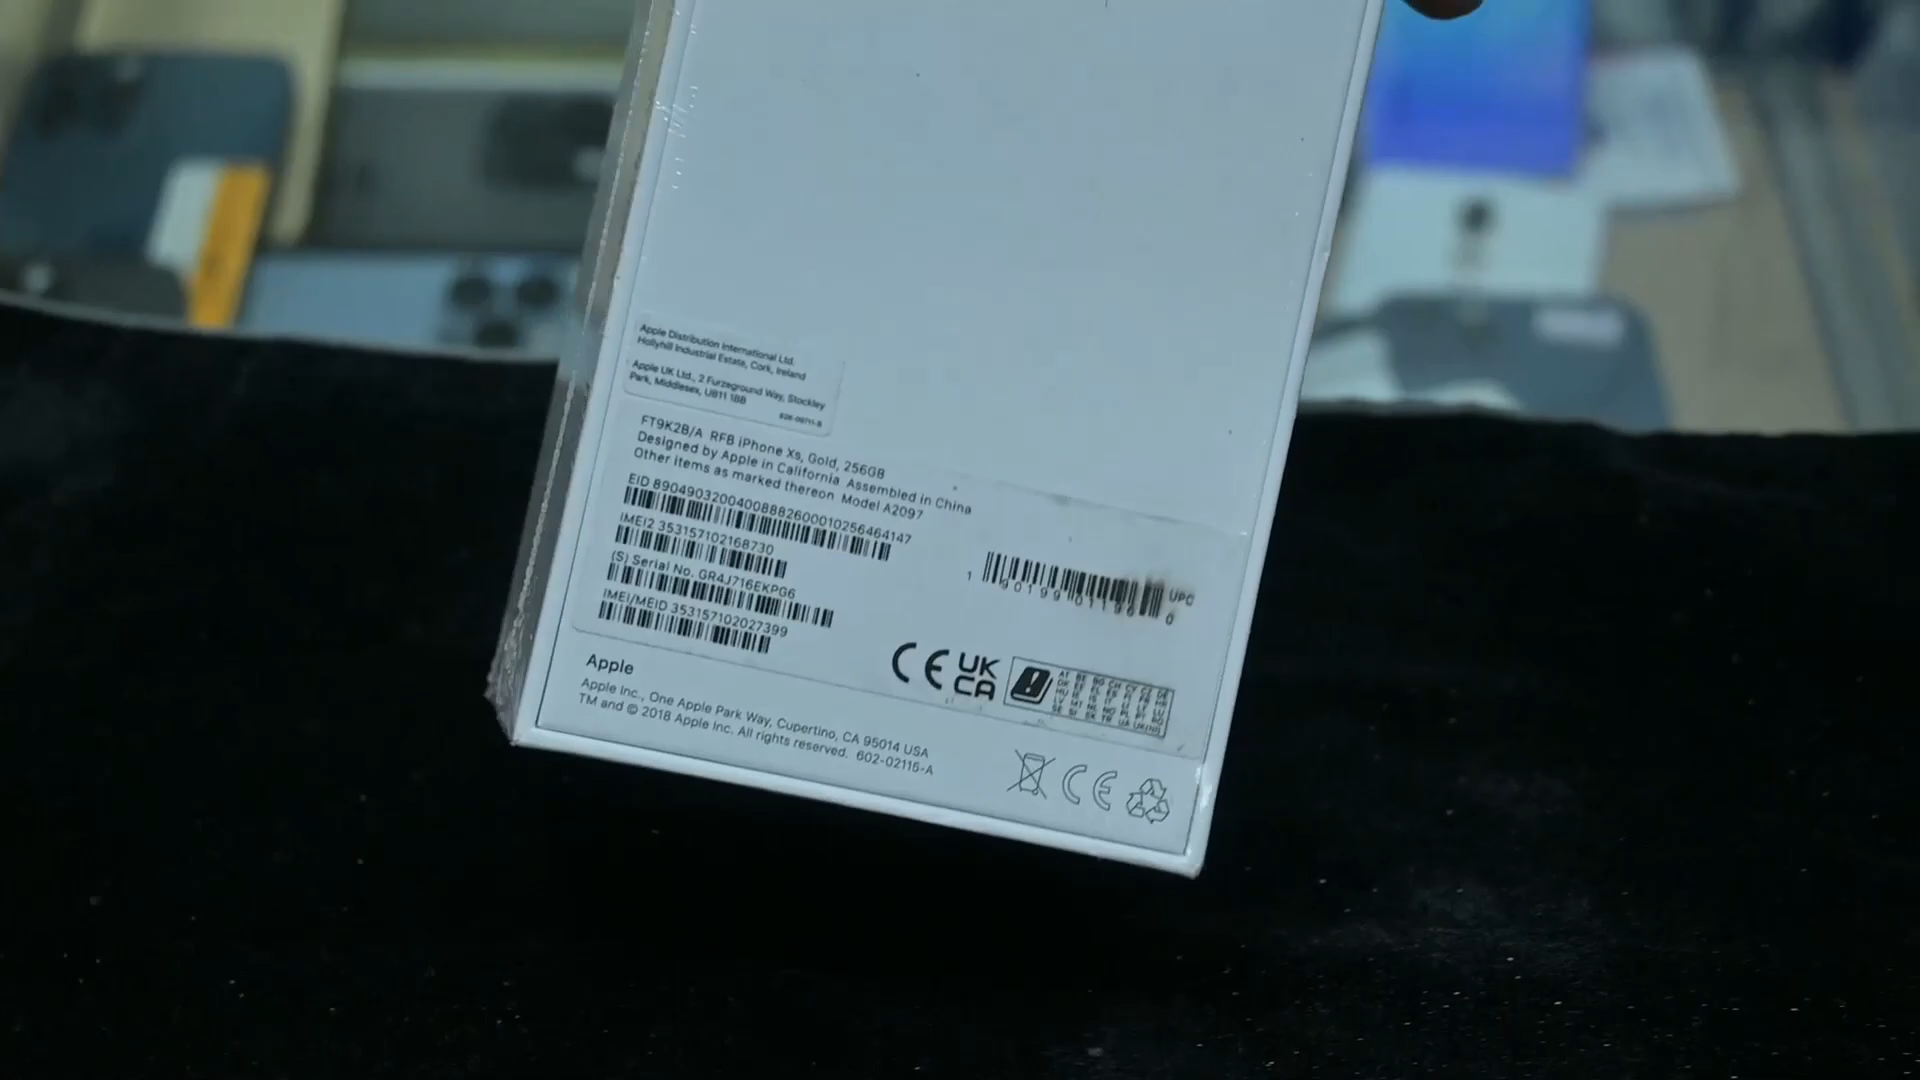 Apple Distribution International Ltd.
Hollyhill Industrial Estate, Cork, Ireland
Apple UK Ltd., 2 Furzeground Way, Stockley
Park, Middlesex, UB11 1BB
FT9K2B/A RFB iPhone Xs, Gold, 256GB
Designed by Apple in California Assembled in China
Other items as marked thereon Model A2097
EID 89049032004008882600010256464147
IMEI2 353157102168730
(S) Serial No. GR4J716EKPG6
IMEI/MEID 353157102027399
UPC
CE UK
CA
Apple
Apple Inc., One Apple Park Way, Cupertino, CA 95014 USA
TM and © 2018 Apple Inc. All rights reserved. 602-02115-A
CE